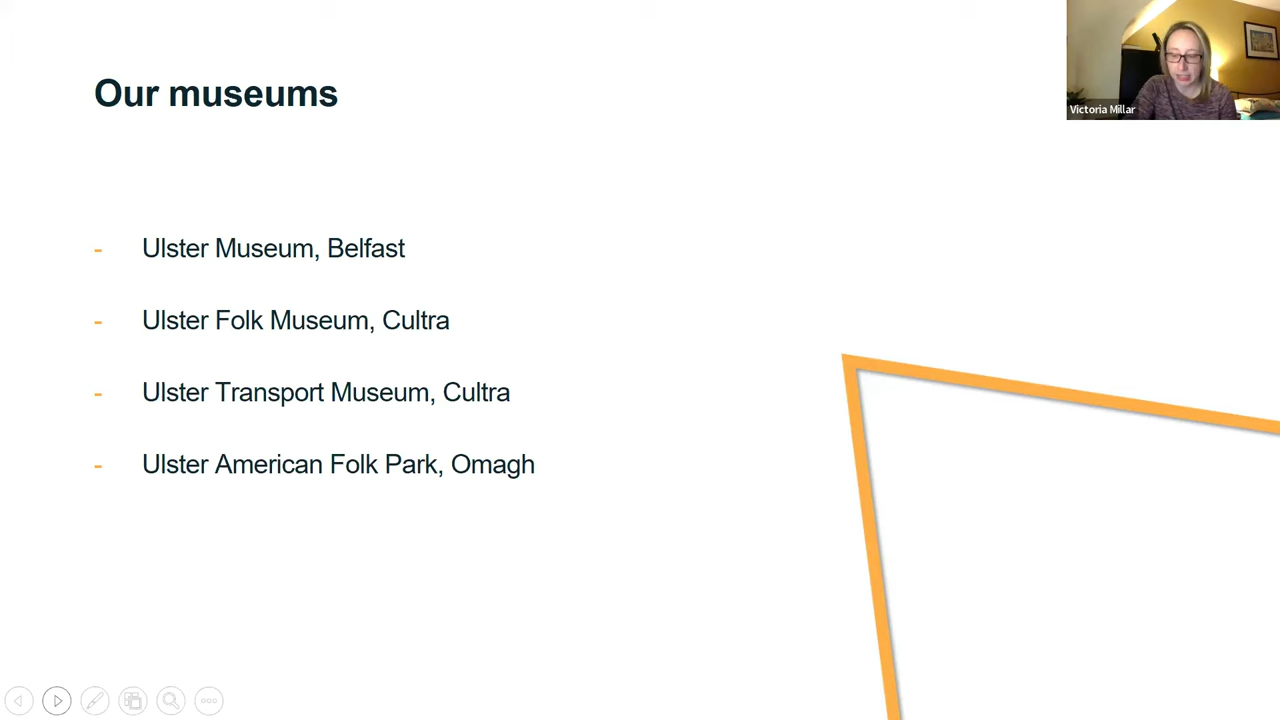 Our museums
Victoria Millar
- Ulster Museum, Belfast
- Ulster Folk Museum, Cultra
- Ulster Transport Museum, Cultra
- Ulster American Folk Park, Omagh